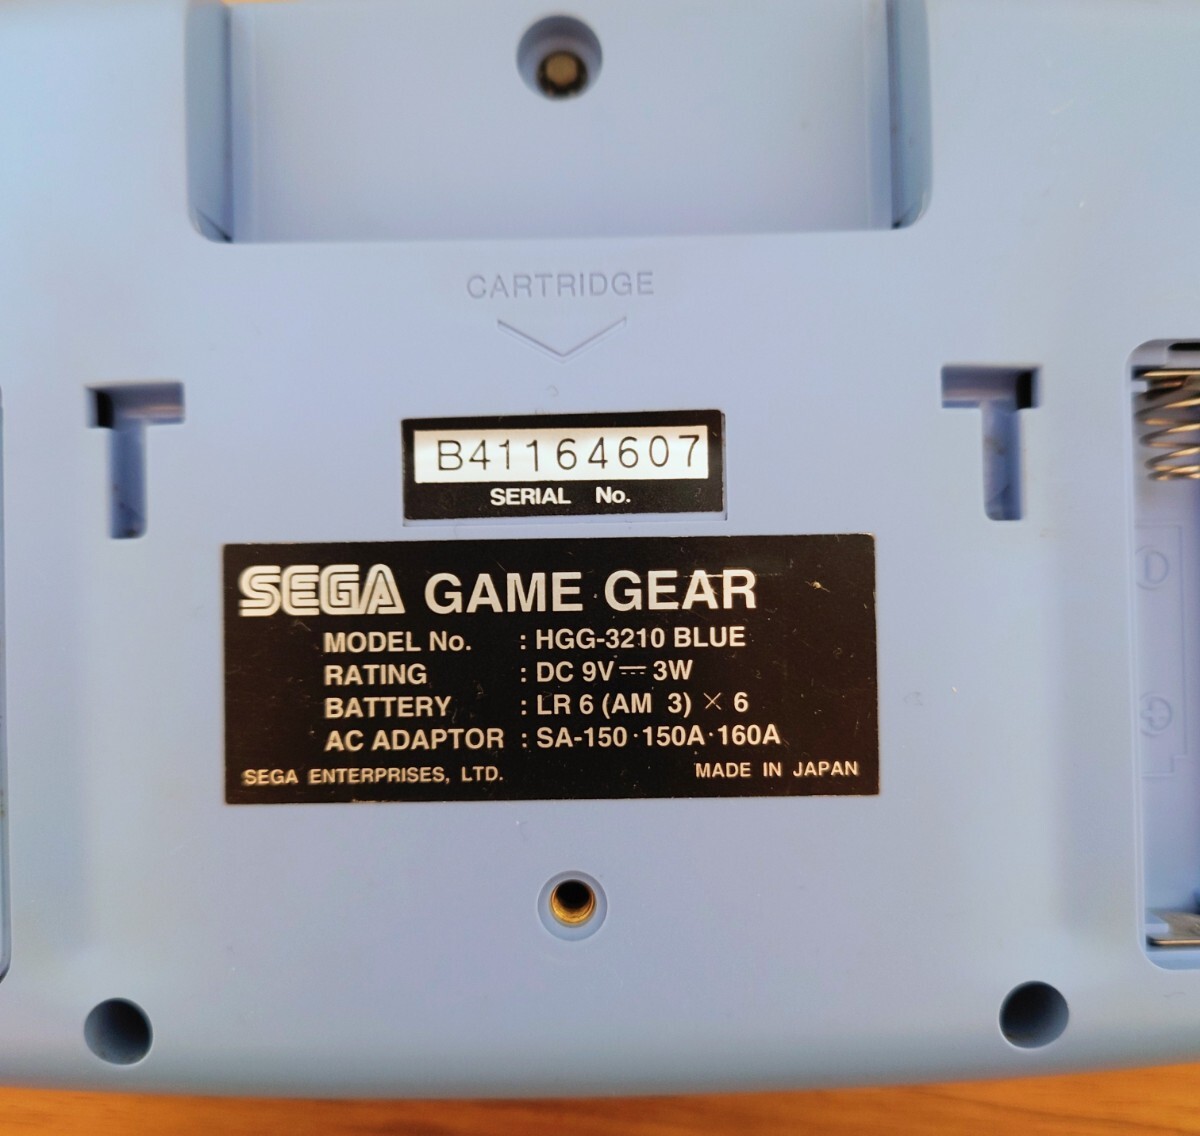 CARTRIDGE
B41164607
SERIAL No.
SEGA GAME GEAR
MODEL No. : HGG-3210 BLUE
RATING : DC 9V ⎓ 3W
BATTERY : LR 6 (AM 3) × 6
AC ADAPTOR : SA-150·150A·160A
SEGA ENTERPRISES, LTD. MADE IN JAPAN